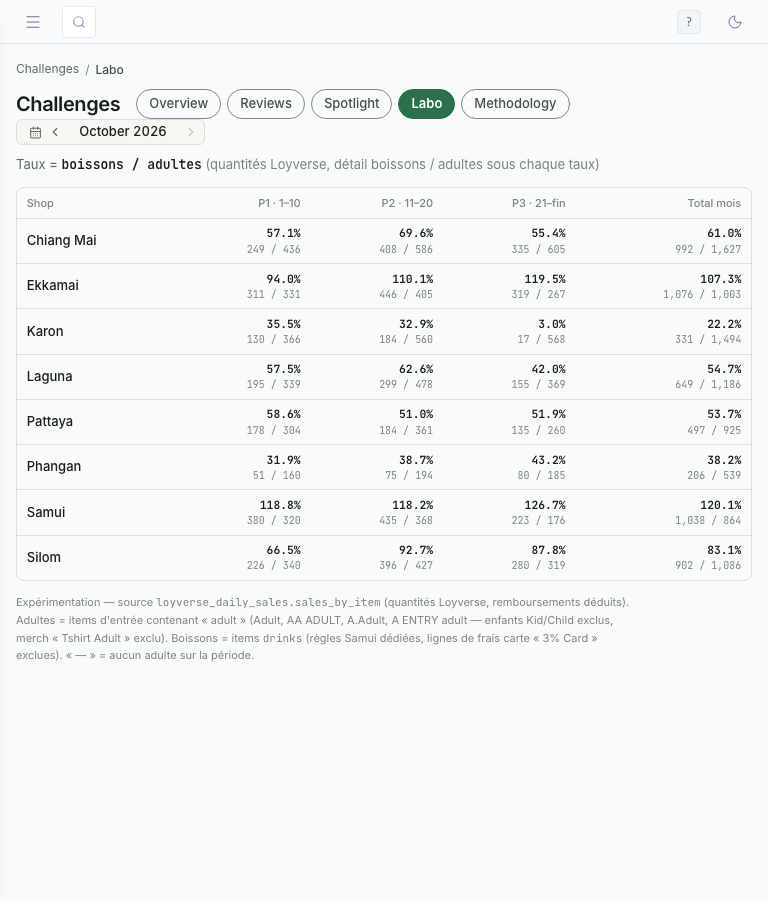 ?
Challenges / Labo
Challenges Overview Reviews Spotlight Labo Methodology
October 2026
Taux = boissons / adultes (quantités Loyverse, détail boissons / adultes sous chaque taux)
Shop P1 · 1–10 P2 · 11–20 P3 · 21–fin Total mois
Chiang Mai 57.1% 69.6% 55.4% 61.0%
249 / 436 408 / 586 335 / 605 992 / 1,627
Ekkamai 94.0% 110.1% 119.5% 107.3%
311 / 331 446 / 405 319 / 267 1,076 / 1,003
Karon 35.5% 32.9% 3.0% 22.2%
130 / 366 184 / 560 17 / 568 331 / 1,494
Laguna 57.5% 62.6% 42.0% 54.7%
195 / 339 299 / 478 155 / 369 649 / 1,186
Pattaya 58.6% 51.0% 51.9% 53.7%
178 / 304 184 / 361 135 / 260 497 / 925
Phangan 31.9% 38.7% 43.2% 38.2%
51 / 160 75 / 194 80 / 185 206 / 539
Samui 118.8% 118.2% 126.7% 120.1%
380 / 320 435 / 368 223 / 176 1,038 / 864
Silom 66.5% 92.7% 87.8% 83.1%
226 / 340 396 / 427 280 / 319 902 / 1,086
Expérimentation — source loyverse_daily_sales.sales_by_item (quantités Loyverse, remboursements déduits).
Adultes = items d'entrée contenant « adult » (Adult, AA ADULT, A.Adult, A ENTRY adult — enfants Kid/Child exclus,
merch « Tshirt Adult » exclu). Boissons = items drinks (règles Samui dédiées, lignes de frais carte « 3% Card »
exclues). « — » = aucun adulte sur la période.